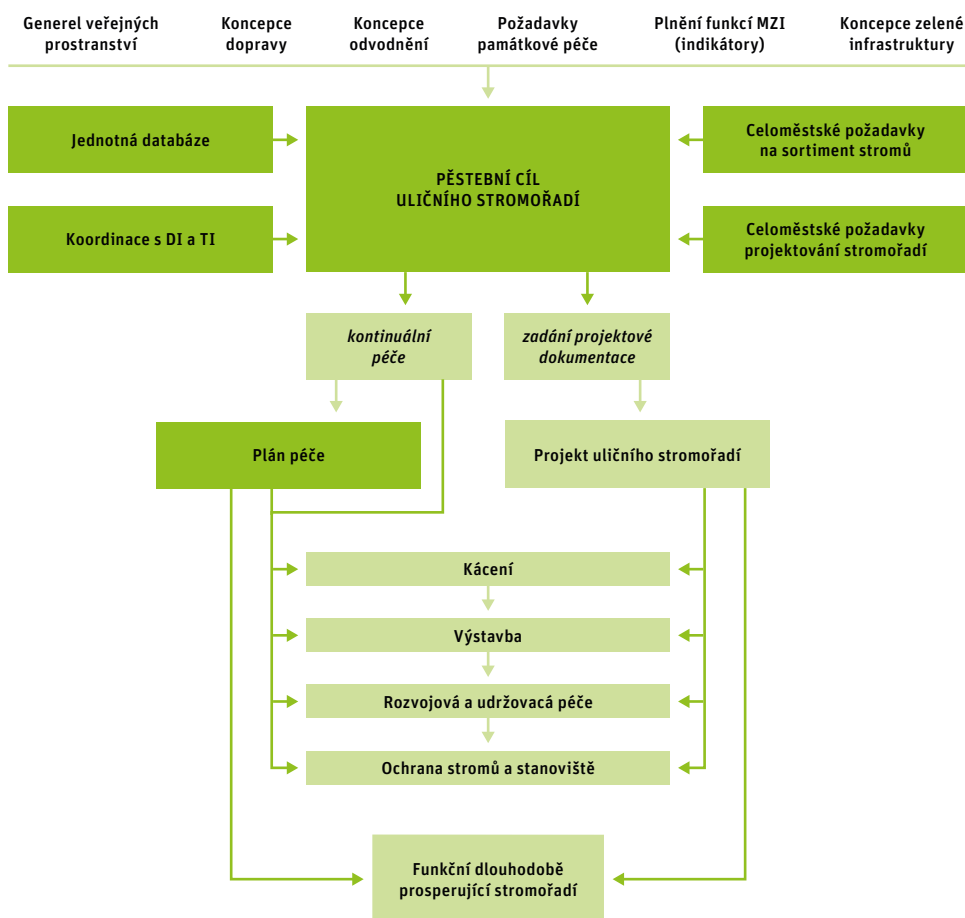 Generel veřejných
prostranství
Koncepce
dopravy
Koncepce
odvodnění
Požadavky
památkové péče
Plnění funkcí MZI
(indikátory)
Koncepce zelené
infrastruktury
Jednotná databáze
PĚSTEBNÍ CÍL
ULIČNÍHO STROMOŘADÍ
Celoměstské požadavky
na sortiment stromů
Koordinace s DI a TI
Celoměstské požadavky
projektování stromořadí
kontinuální
péče
zadání projektové
dokumentace
Plán péče
Projekt uličního stromořadí
Kácení
Výstavba
Rozvojová a udržovacá péče
Ochrana stromů a stanoviště
Funkční dlouhodobě
prosperující stromořadí